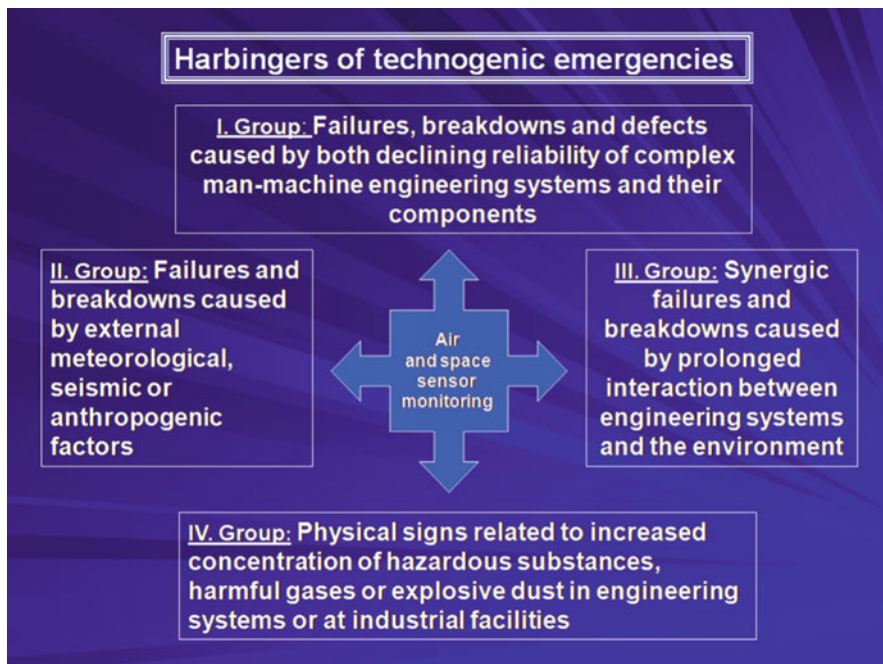 Harbingers of technogenic emergencies
I. Group: Failures, breakdowns and defects
caused by both declining reliability of complex
man-machine engineering systems and their
components
II. Group: Failures and
breakdowns caused
by external
meteorological,
seismic or
anthropogenic
factors
Air
and space
sensor
monitoring
III. Group: Synergic
failures and
breakdowns caused
by prolonged
interaction between
engineering systems
and the environment
IV. Group: Physical signs related to increased
concentration of hazardous substances,
harmful gases or explosive dust in engineering
systems or at industrial facilities